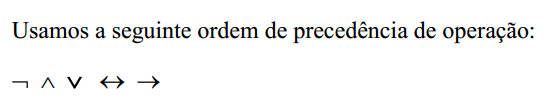 Usamos a seguinte ordem de precedência de operação:
¬ ∧ ∨ ↔ →